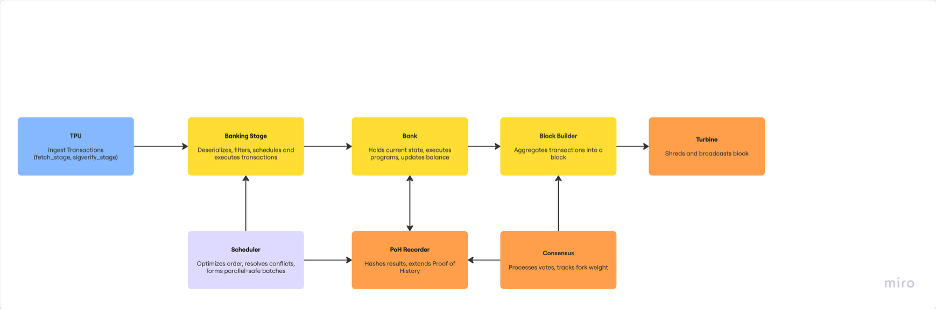 TPU
Ingest Transactions
(fetch_stage, sigverify_stage)
Banking Stage
Deserializes, filters, schedules and
executes transactions
Bank
Holds current state, executes
programs, updates balance
Block Builder
Aggregates transactions into a
block
Turbine
Shreds and broadcasts block
Scheduler
Optimizes order, resolves conflicts,
forms parallel-safe batches
PoH Recorder
Hashes results, extends Proof of
History
Consensus
Processes votes, tracks fork weight
miro